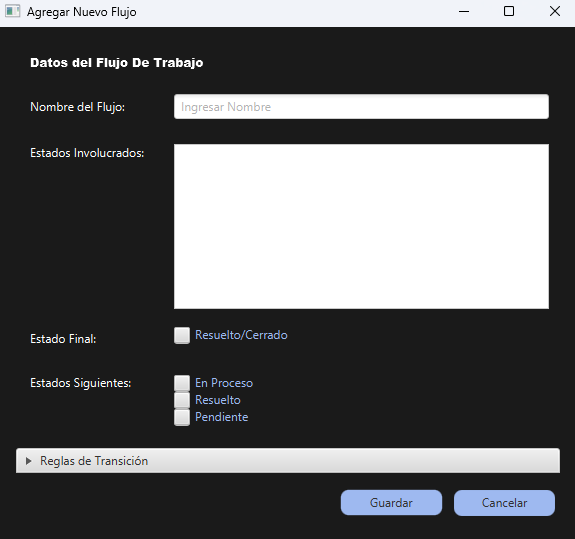 Agregar Nuevo Flujo
Datos del Flujo De Trabajo
Nombre del Flujo:
Ingresar Nombre
Estados Involucrados:
Estado Final:
Resuelto/Cerrado
Estados Siguientes:
En Proceso
Resuelto
Pendiente
Reglas de Transición
Guardar
Cancelar